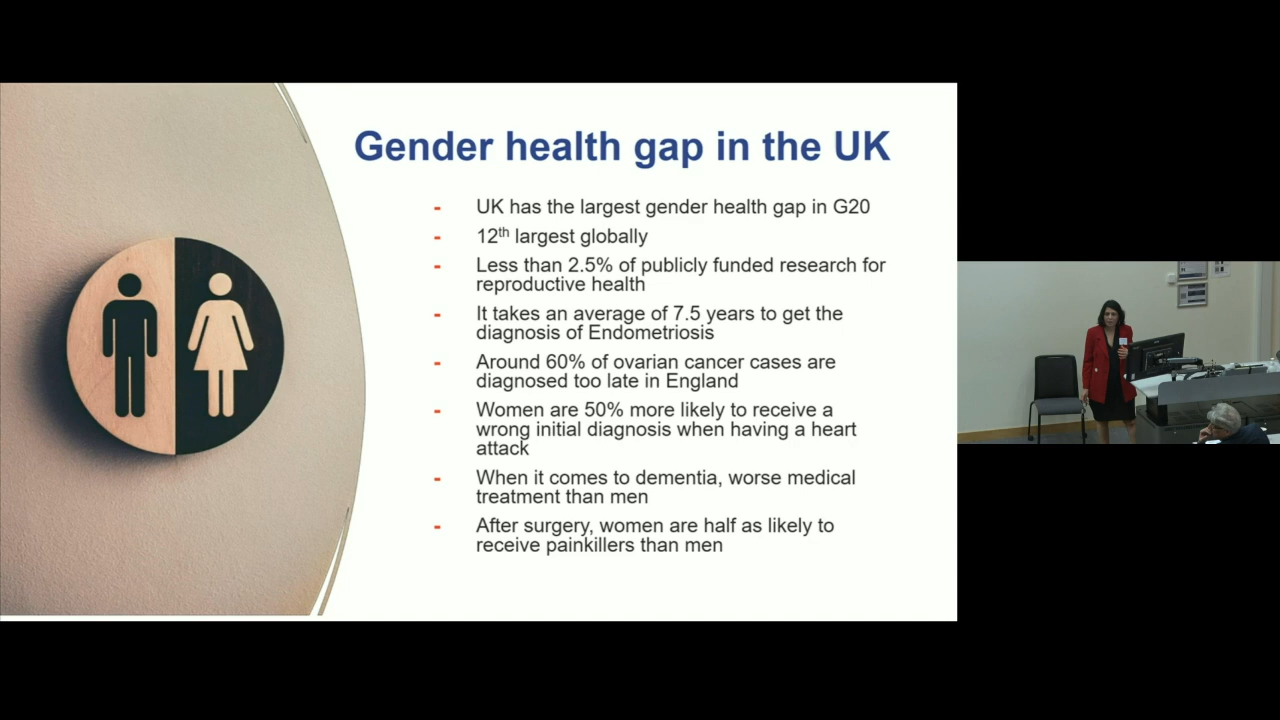 Gender health gap in the UK
- UK has the largest gender health gap in G20
- 12th largest globally
- Less than 2.5% of publicly funded research for
reproductive health
- It takes an average of 7.5 years to get the
diagnosis of Endometriosis
- Around 60% of ovarian cancer cases are
diagnosed too late in England
- Women are 50% more likely to receive a
wrong initial diagnosis when having a heart
attack
- When it comes to dementia, worse medical
treatment than men
- After surgery, women are half as likely to
receive painkillers than men